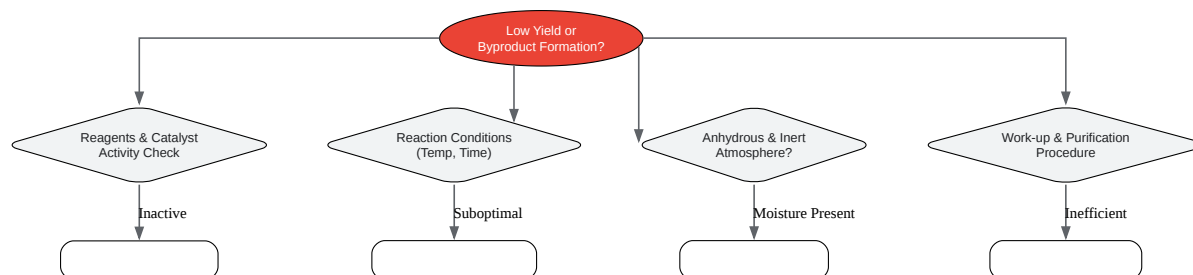 Low Yield or
Byproduct Formation?
Reagents & Catalyst
Activity Check
Reaction Conditions
(Temp, Time)
Anhydrous & Inert
Atmosphere?
Work-up & Purification
Procedure
Inactive
Suboptimal
Moisture Present
Inefficient